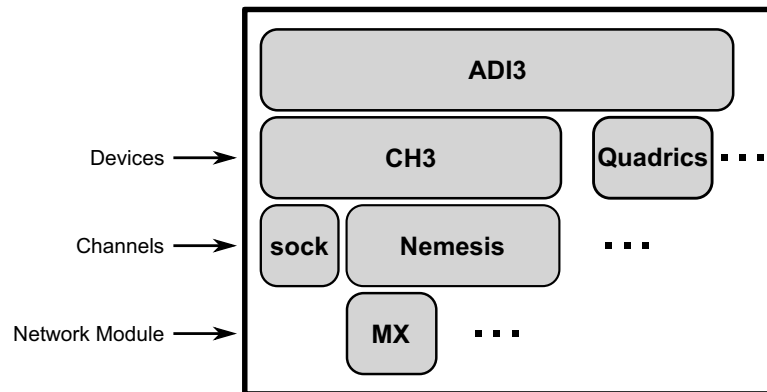 ADI3
Devices CH3 Quadrics ...
Channels sock Nemesis ...
Network Module MX ...